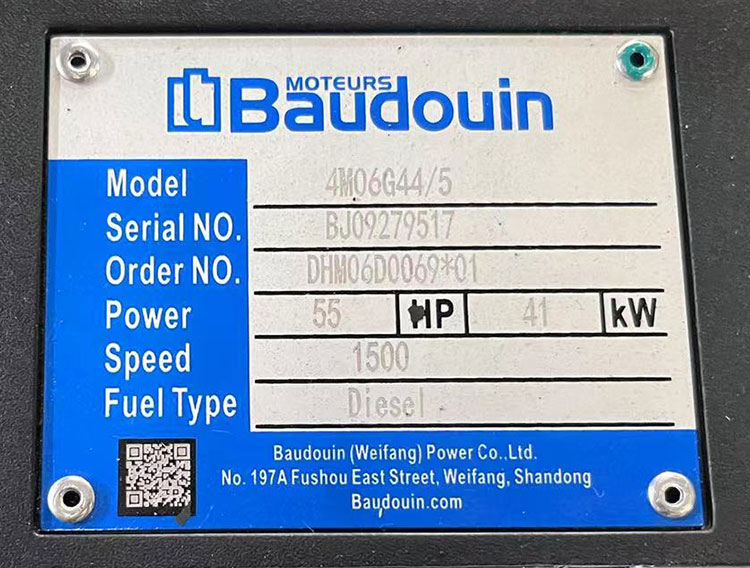 MOTEURS
Baudouin
Model 4M06G44/5
Serial NO. BJ09279517
Order NO. DHM06D0069*01
Power 55 HP 41 kW
Speed 1500
Fuel Type Diesel
Baudouin (Weifang) Power Co.,Ltd.
No. 197A Fushou East Street, Weifang, Shandong
Baudouin.com